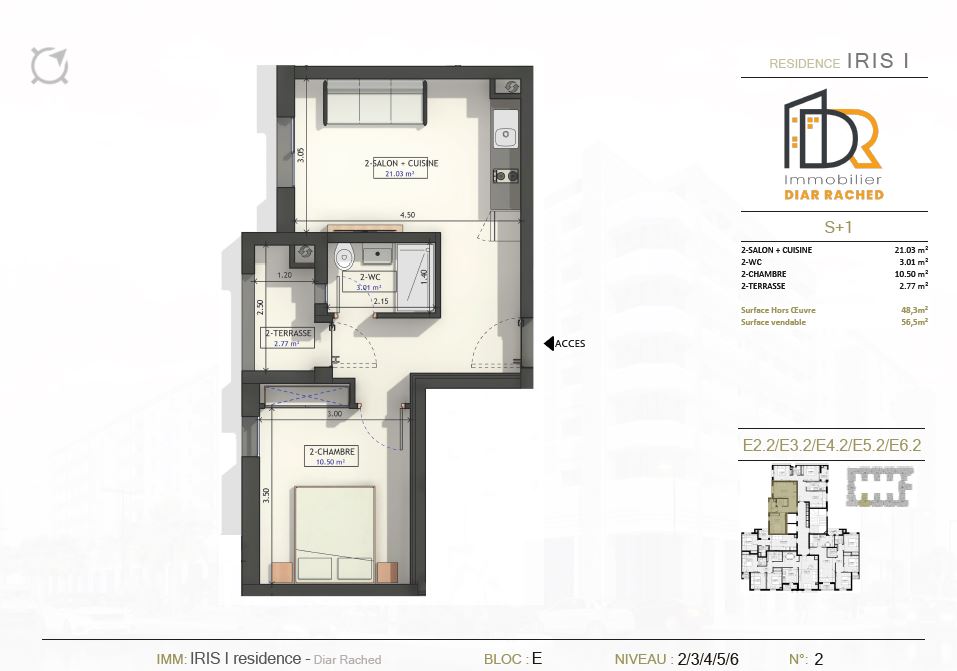 RESIDENCE IRIS I
DR
Immobilier
DIAR RACHED
S+1
2-SALON + CUISINE 21.03 m²
2-WC 3.01 m²
2-CHAMBRE 10.50 m²
2-TERRASSE 2.77 m²
Surface Hors Œuvre 48,3m²
Surface vendable 56,5m²
3.05
2-SALON + CUISINE
21.03 m²
4.50
1.20
2-WC
3.01 m²
1.40
2.15
2.50
2-TERRASSE
2.77 m²
ACCES
3.00
2-CHAMBRE
10.50 m²
3.50
E2.2/E3.2/E4.2/E5.2/E6.2
IMM: IRIS I residence - Diar Rached BLOC : E NIVEAU : 2/3/4/5/6 N°: 2